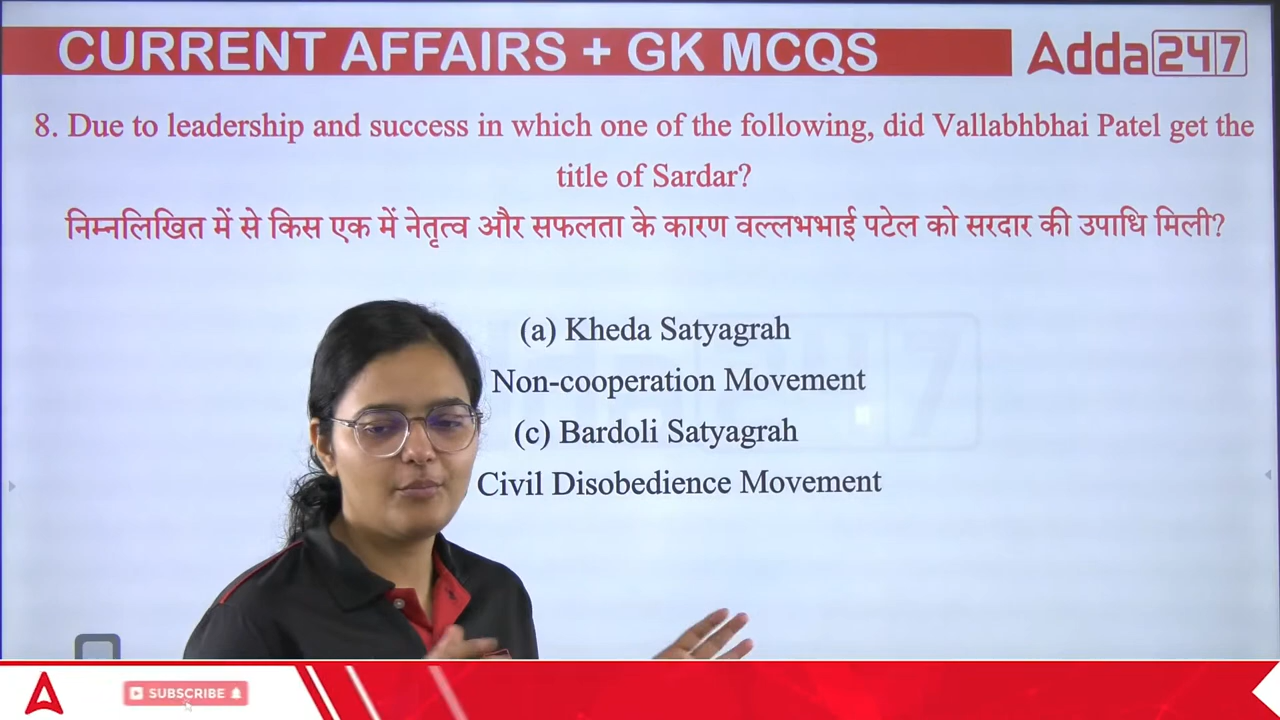 CURRENT AFFAIRS + GK MCQS
Adda247
8. Due to leadership and success in which one of the following, did Vallabhbhai Patel get the
title of Sardar?
निम्नलिखित में से किस एक में नेतृत्व और सफलता के कारण वल्लभभाई पटेल को सरदार की उपाधि मिली?
(a) Kheda Satyagrah
Non-cooperation Movement
(c) Bardoli Satyagrah
Civil Disobedience Movement
SUBSCRIBE